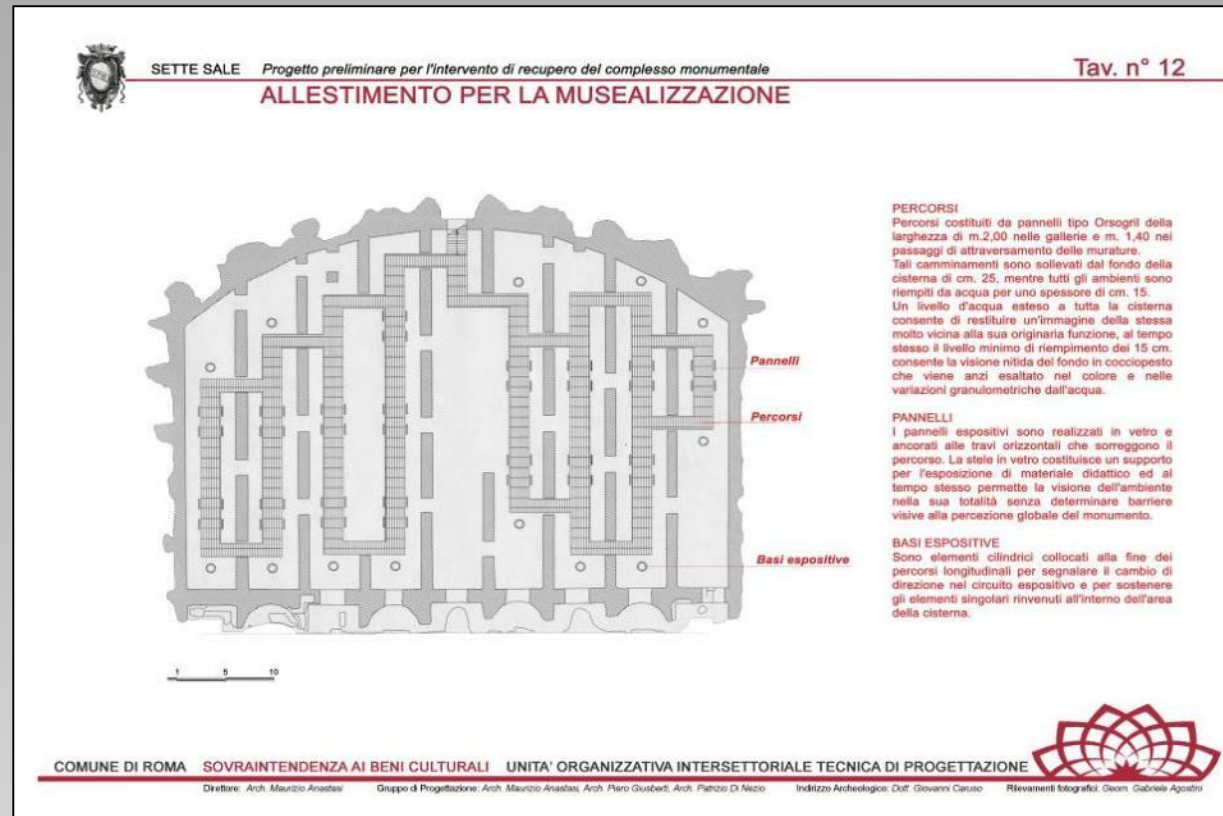 SETTE SALE Progetto preliminare per l'intervento di recupero del complesso monumentale
Tav. n° 12
ALLESTIMENTO PER LA MUSEALIZZAZIONE
PERCORSI
Percorsi costituiti da pannelli tipo Orsogril della
larghezza di m.2,00 nelle gallerie e m. 1,40 nei
passaggi di attraversamento delle murature.
Tali camminamenti sono sollevati dal fondo della
cisterna di cm. 25, mentre tutti gli ambienti sono
riempiti da acqua per uno spessore di cm. 15.
Un livello d'acqua esteso a tutta la cisterna
consente di restituire un'immagine della stessa
molto vicina alla sua originaria funzione, al tempo
stesso il livello minimo di riempimento dei 15 cm.
consente la visione nitida del fondo in cocciopesto
che viene anzi esaltato nel colore e nelle
variazioni granulometriche dall'acqua.
PANNELLI
I pannelli espositivi sono realizzati in vetro e
ancorati alle travi orizzontali che sorreggono il
percorso. La stele in vetro costituisce un supporto
per l'esposizione di materiale didattico ed al
tempo stesso permette la visione dell'ambiente
nella sua totalità senza determinare barriere
visive alla percezione globale del monumento.
BASI ESPOSITIVE
Sono elementi cilindrici collocati alla fine dei
percorsi longitudinali per segnalare il cambio di
direzione nel circuito espositivo e per sostenere
gli elementi singolari rinvenuti all'interno dell'area
della cisterna.
Pannelli
Percorsi
Basi espositive
1 5 10
COMUNE DI ROMA SOVRAINTENDENZA AI BENI CULTURALI UNITA' ORGANIZZATIVA INTERSETTORIALE TECNICA DI PROGETTAZIONE
Direttore: Arch. Maurizio Anastasi Gruppo di Progettazione: Arch. Maurizio Anastasi, Arch. Piero Giusberti, Arch. Patrizio Di Nezio Indirizzo Archeologico: Dott. Giovanni Caruso Rilevamenti fotografici: Geom. Gabriele Agostini